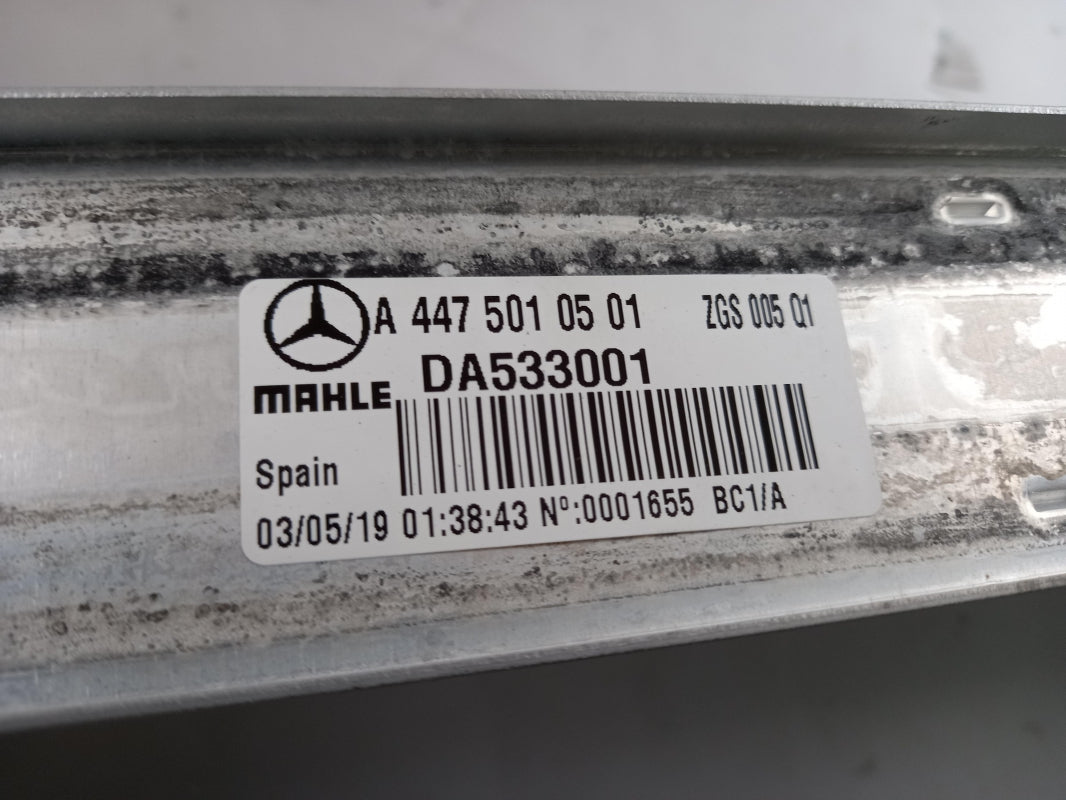 A 447 501 05 01 ZGS 005 Q1
DA533001
MAHLE
Spain
03/05/19 01:38:43 Nº:0001655 BC1/A